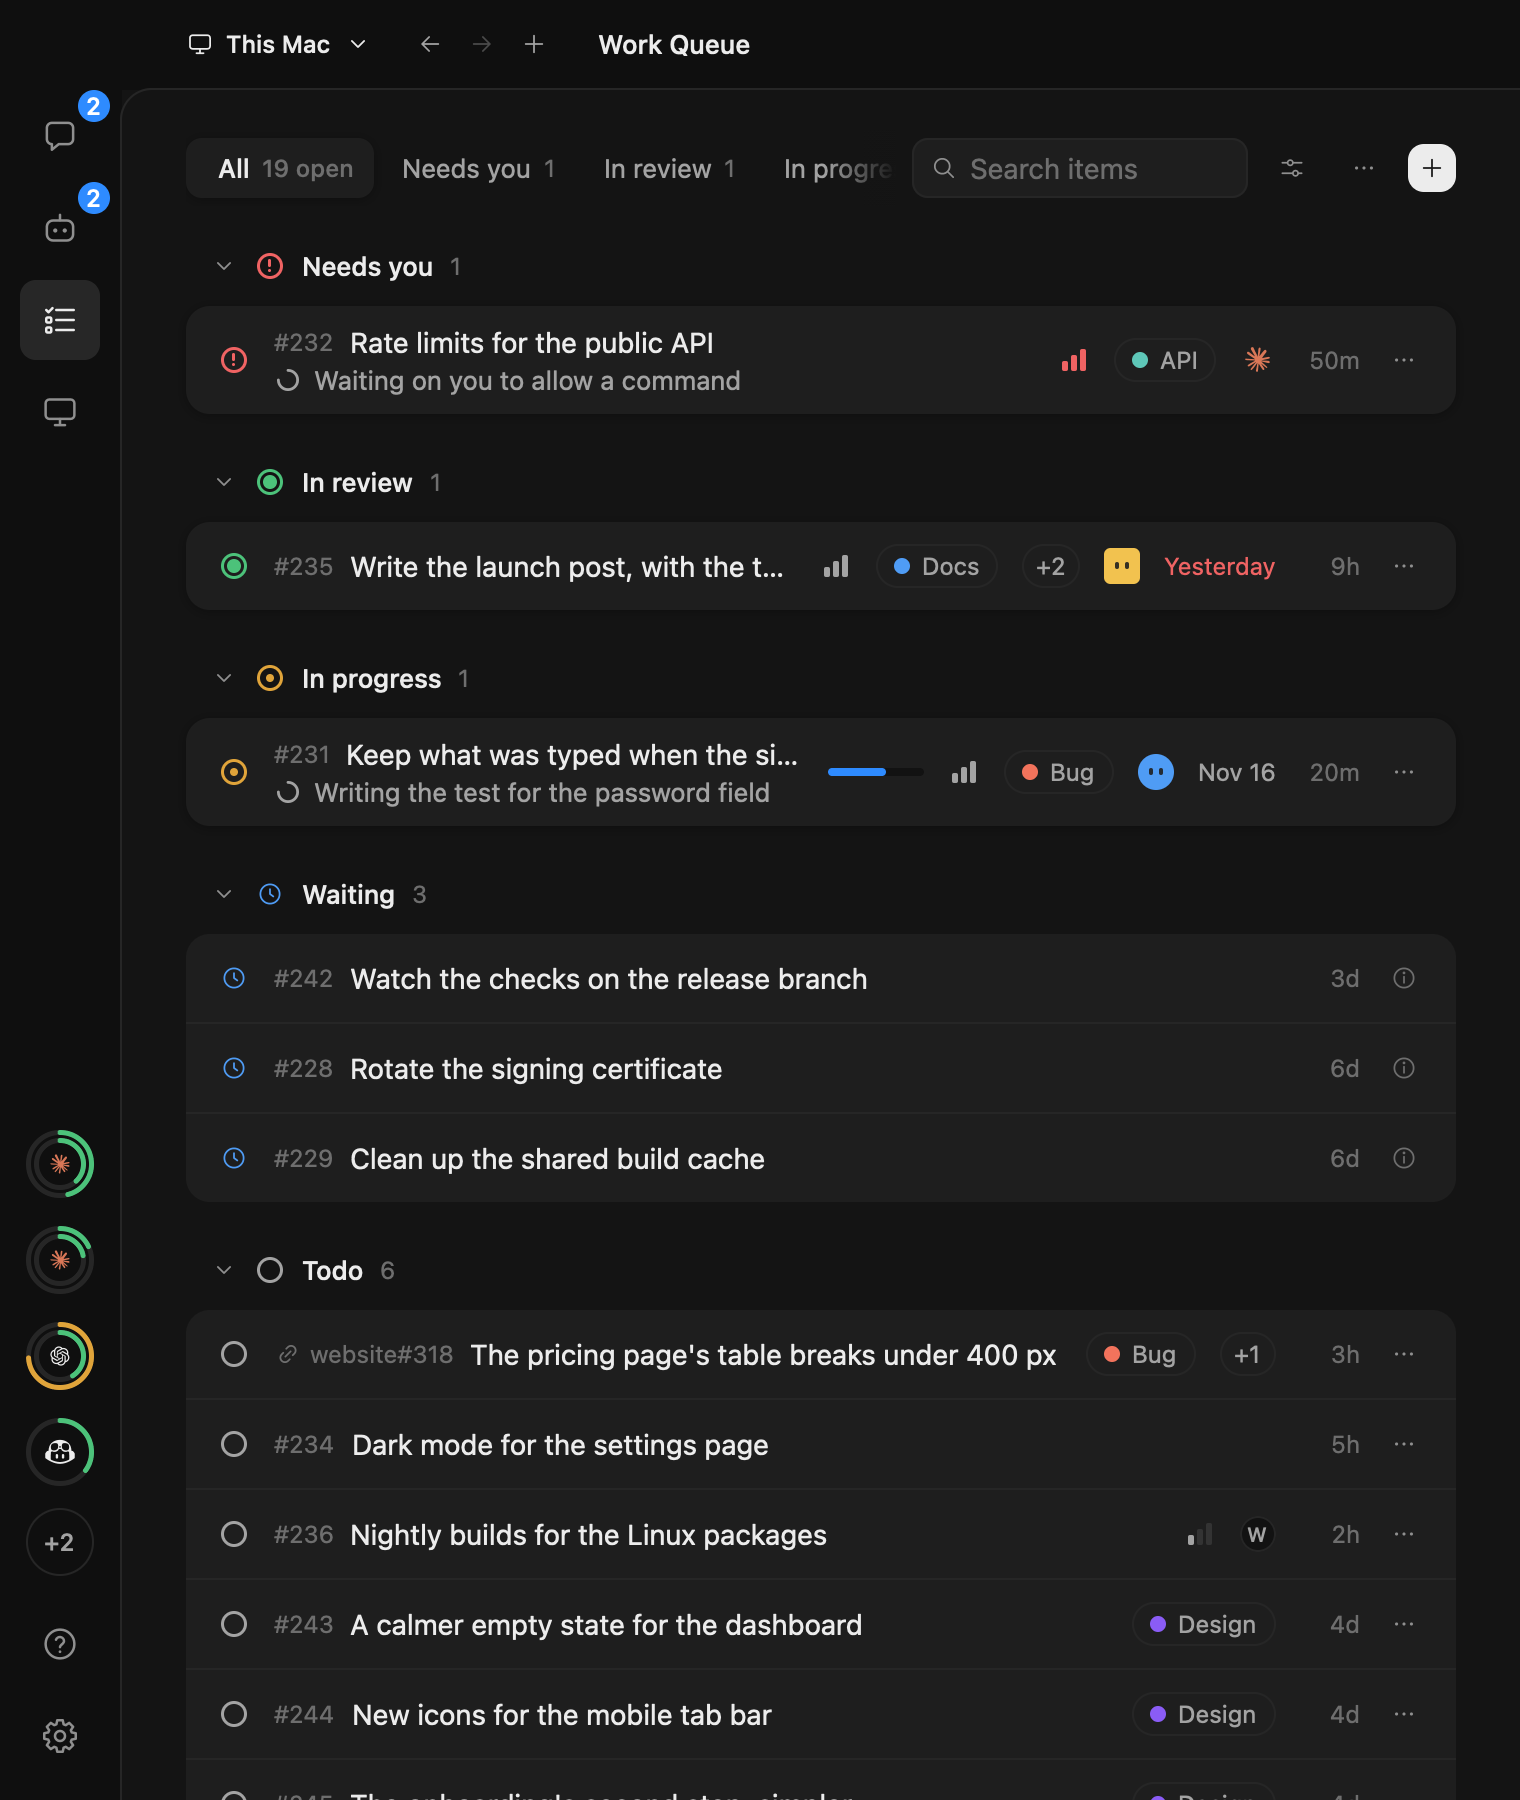 This Mac
Work Queue
2
2
All 19 open
Needs you 1
In review 1
In progre
Search items
Needs you 1
#232 Rate limits for the public API
Waiting on you to allow a command
API
50m
In review 1
#235 Write the launch post, with the t...
Docs
+2
Yesterday
9h
In progress 1
#231 Keep what was typed when the si...
Writing the test for the password field
Bug
Nov 16
20m
Waiting 3
#242 Watch the checks on the release branch
3d
#228 Rotate the signing certificate
6d
#229 Clean up the shared build cache
6d
Todo 6
website#318 The pricing page's table breaks under 400 px
Bug
+1
3h
#234 Dark mode for the settings page
5h
#236 Nightly builds for the Linux packages
W
2h
#243 A calmer empty state for the dashboard
Design
4d
#244 New icons for the mobile tab bar
Design
4d
+2